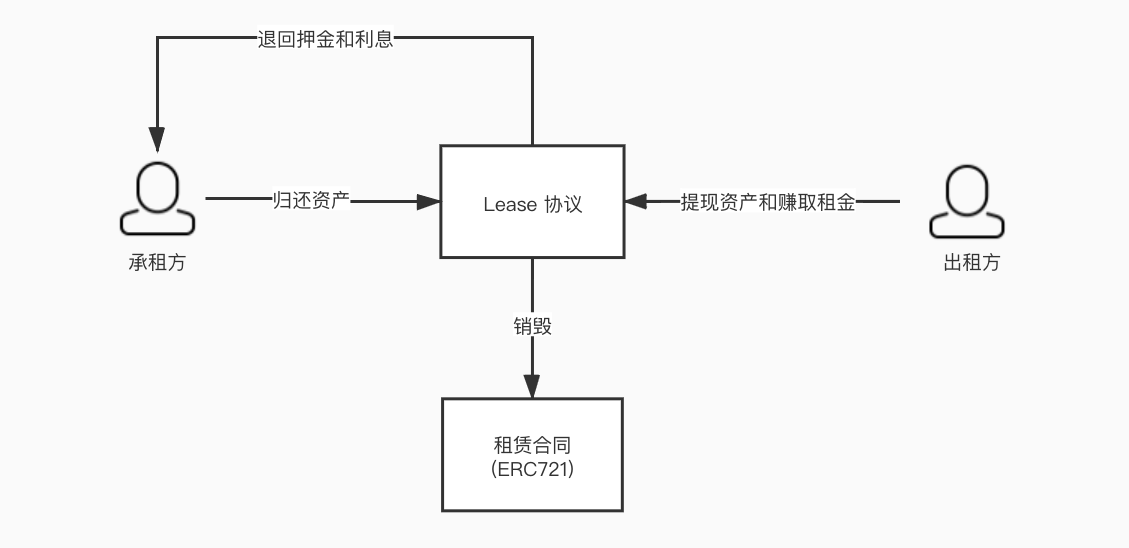 退回押金和利息
归还资产
Lease 协议
提现资产和赚取租金
承租方
出租方
销毁
租赁合同
(ERC721)